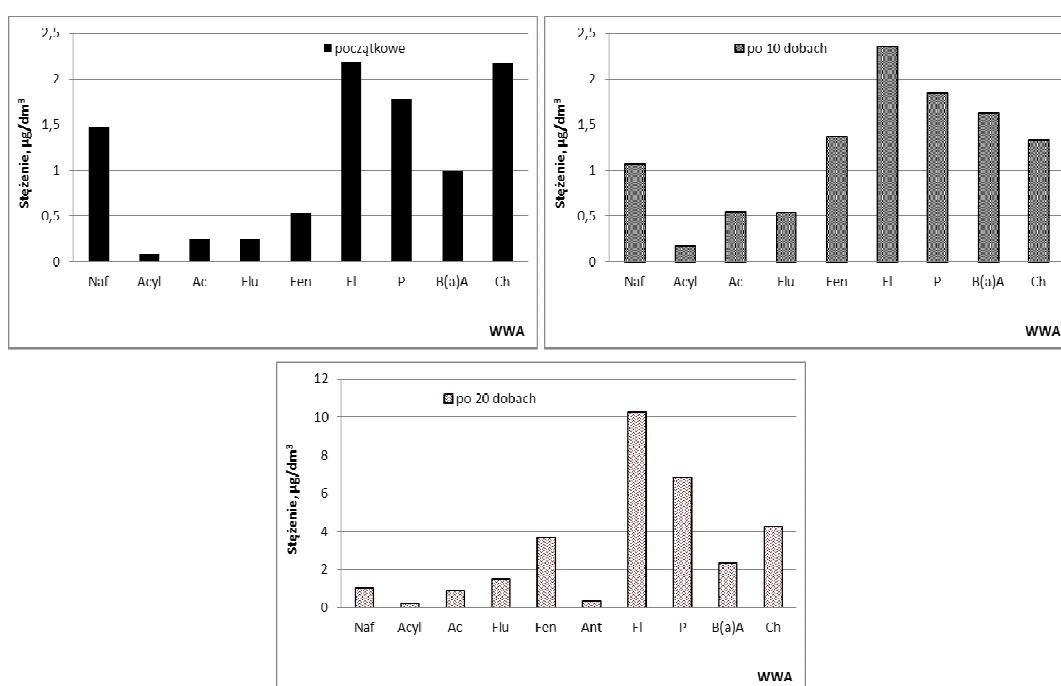 początkowe
2,5
2
1,5
1
0,5
0
Stężenie, µg/dm³
Naf Acyl Ac Flu Fen Fl P B(a)A Ch
WWA
po 10 dobach
2,5
2
1,5
1
0,5
0
Stężenie, µg/dm³
Naf Acyl Ac Flu Fen Fl P B(a)A Ch
WWA
po 20 dobach
12
10
8
6
4
2
0
Stężenie, µg/dm³
Naf Acyl Ac Flu Fen Ant Fl P B(a)A Ch
WWA